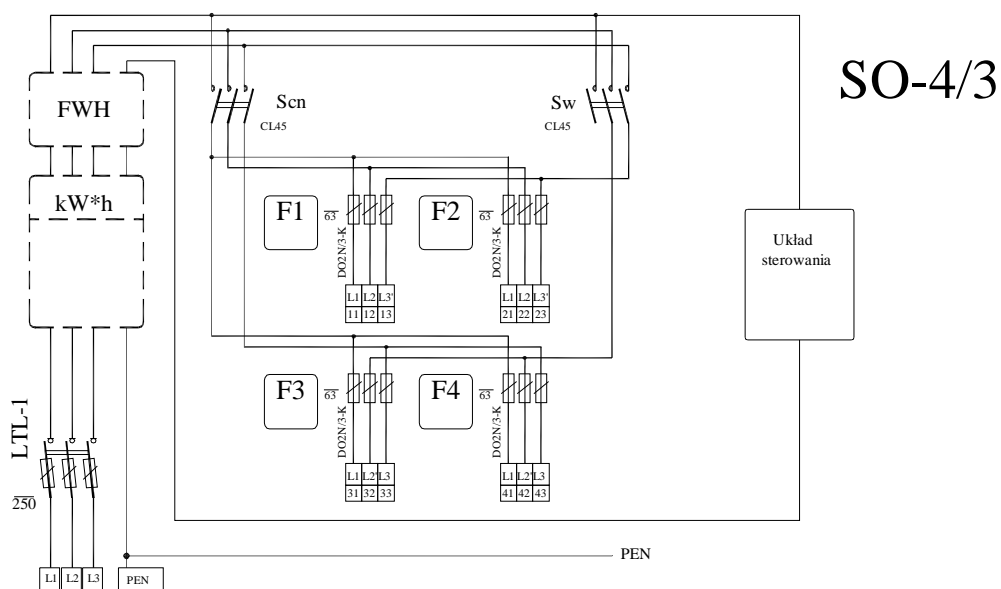 SO-4/3
FWH
Scn
CL45
Sw
CL45
kW*h
F1
63
DO2N/3-K
F2
63
DO2N/3-K
Układ
sterowania
L1 L2 L3'
11 12 13
L1 L2 L3'
21 22 23
F3
63
DO2N/3-K
F4
63
DO2N/3-K
LTL-1
250
L1 L2' L3
31 32 33
L1 L2' L3
41 42 43
PEN
L1 L2 L3 PEN